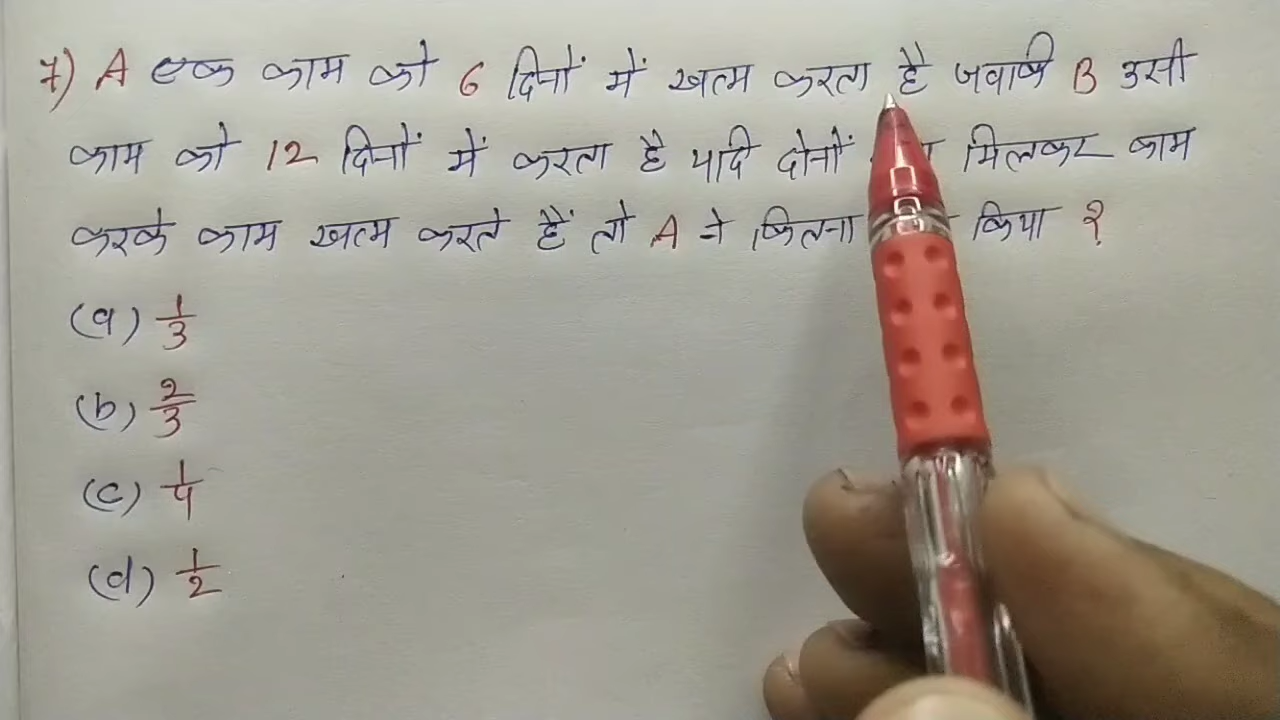 7) A एक काम को 6 दिनों में खत्म करता है जबकि B उसी
काम को 12 दिनों में करता है यदि दोनों मिलकर काम
करके काम खत्म करते हैं तो A ने कितना किया ?
(a) 1/3
(b) 2/3
(c) 1/4
(d) 1/2